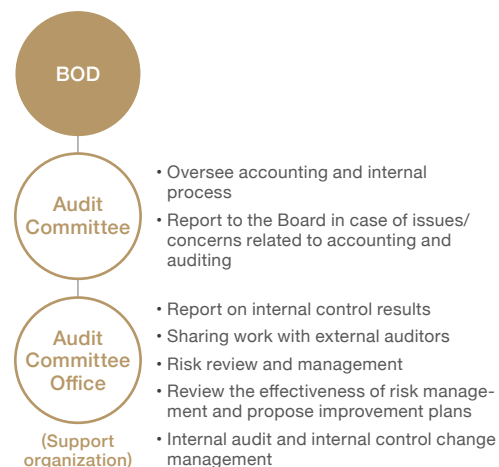 BOD
Audit
Committee
• Oversee accounting and internal
process
• Report to the Board in case of issues/
concerns related to accounting and
auditing
Audit
Committee
Office
(Support
organization)
• Report on internal control results
• Sharing work with external auditors
• Risk review and management
• Review the effectiveness of risk manage-
ment and propose improvement plans
• Internal audit and internal control change
management